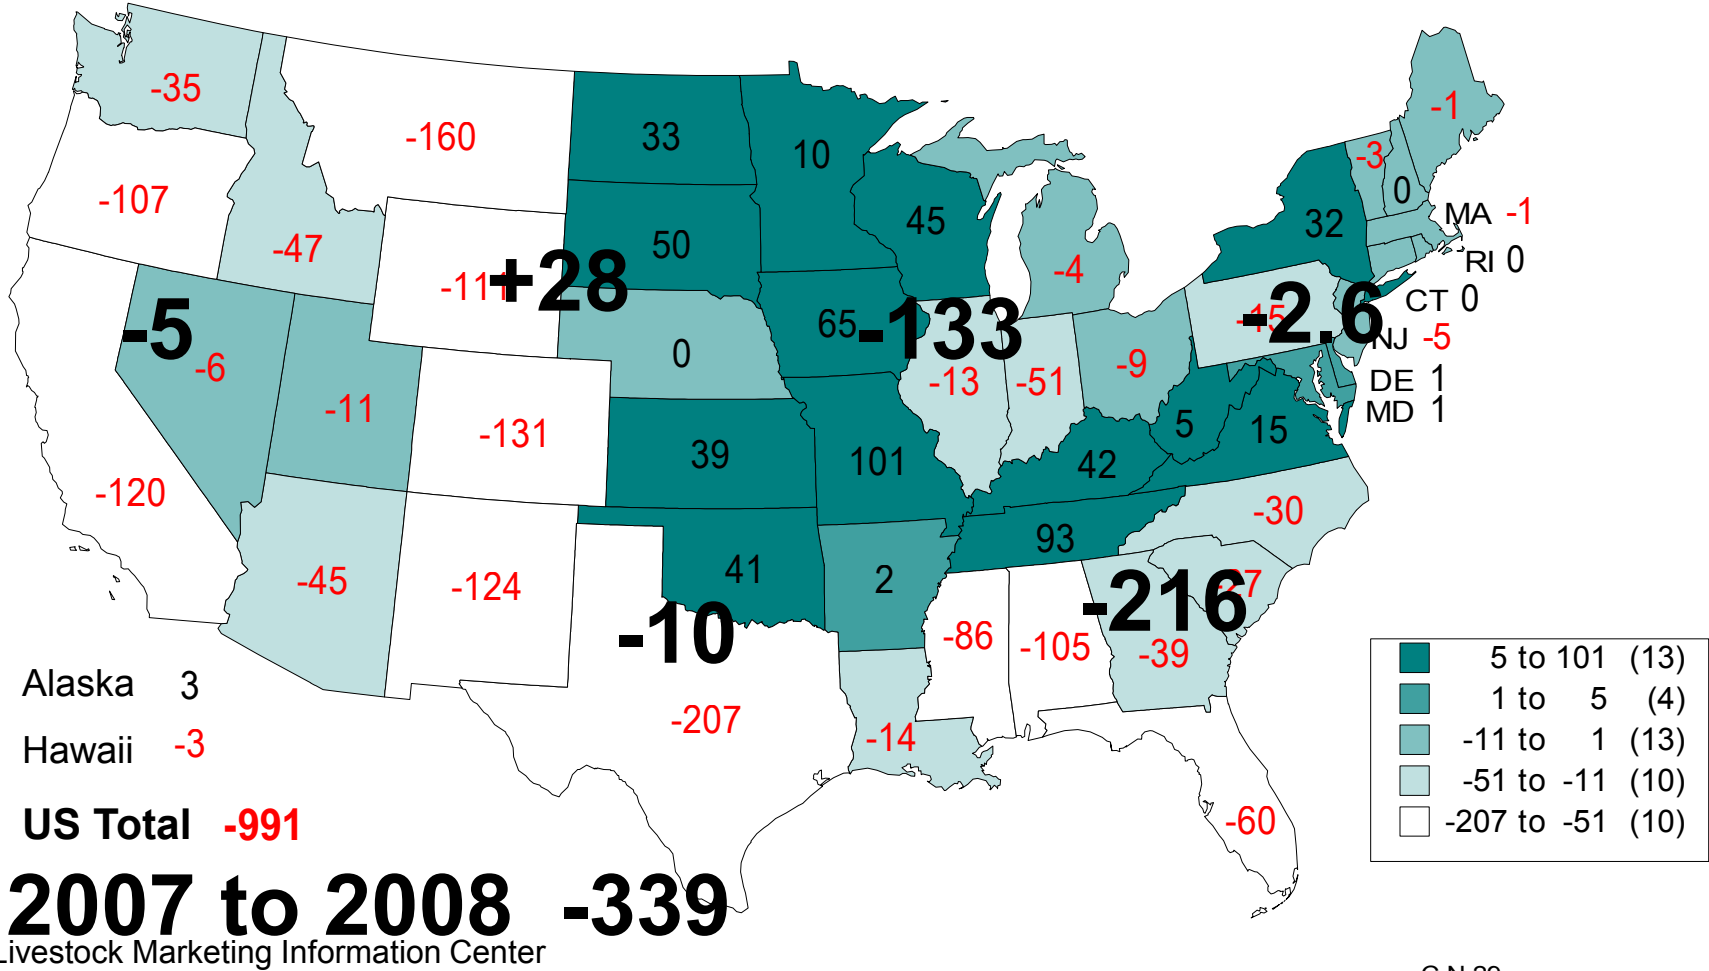 -35
-160
33
10
-1
-107
-47
50
45
-3
0
32
MA -1
RI 0
-111
+28
-4
CT 0
-5
-6
65
-133
0
-2.6
NJ -5
-11
-131
39
101
-13
-51
-9
5
15
DE 1
MD 1
-120
42
-30
-45
-124
41
2
93
-10
-86
-105
-216
-39
Alaska 3
-207
-14
Hawaii -3
-60
US Total -991
2007 to 2008 -339
Livestock Marketing Information Center
5 to 101 (13)
1 to 5 (4)
-11 to 1 (13)
-51 to -11 (10)
-207 to -51 (10)